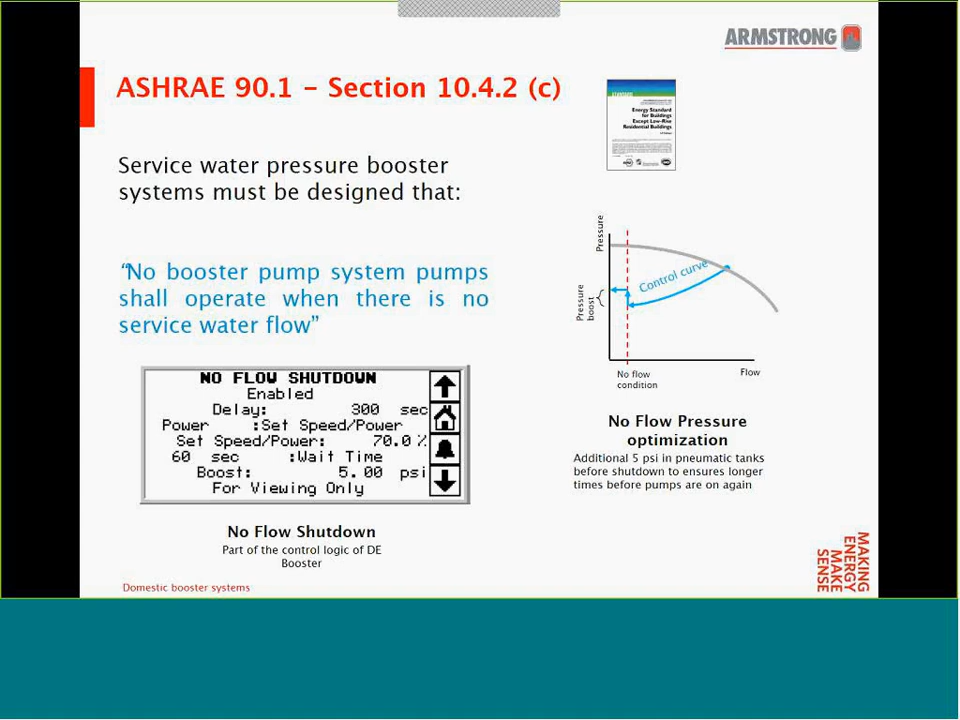 ARMSTRONG
ASHRAE 90.1 – Section 10.4.2 (c)
STANDARD
Energy Standard
for Buildings
Except Low-Rise
Residential Buildings
Service water pressure booster
systems must be designed that:
“No booster pump system pumps
shall operate when there is no
service water flow”
Pressure
Control curve
Pressure
boost
No flow
condition
Flow
NO FLOW SHUTDOWN
Enabled
Delay: 300 sec
Power :Set Speed/Power
Set Speed/Power: 70.0 %
60 sec :Wait Time
Boost: 5.00 psi
For Viewing Only
No Flow Shutdown
Part of the control logic of DE
Booster
No Flow Pressure
optimization
Additional 5 psi in pneumatic tanks
before shutdown to ensures longer
times before pumps are on again
Domestic booster systems
MAKING
ENERGY
MAKE
SENSE